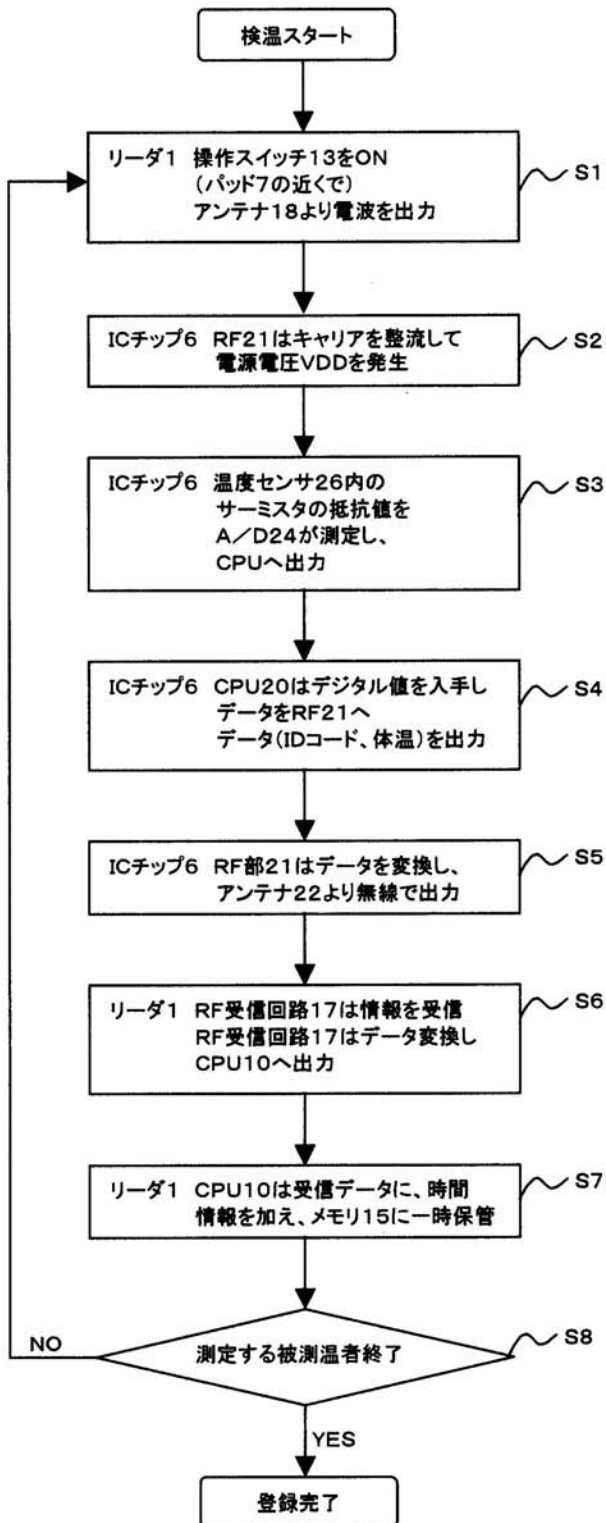 検温スタート
リーダ1 操作スイッチ13をON
(パッド7の近くで)
アンテナ18より電波を出力
S1
ICチップ6 RF21はキャリアを整流して
電源電圧VDDを発生
S2
ICチップ6 温度センサ26内の
サーミスタの抵抗値を
A/D24が測定し、
CPUへ出力
S3
ICチップ6 CPU20はデジタル値を入手し
データをRF21へ
データ(IDコード、体温)を出力
S4
ICチップ6 RF部21はデータを変換し、
アンテナ22より無線で出力
S5
リーダ1 RF受信回路17は情報を受信
RF受信回路17はデータ変換し
CPU10へ出力
S6
リーダ1 CPU10は受信データに、時間
情報を加え、メモリ15に一時保管
S7
測定する被測温者終了
S8
NO
YES
登録完了